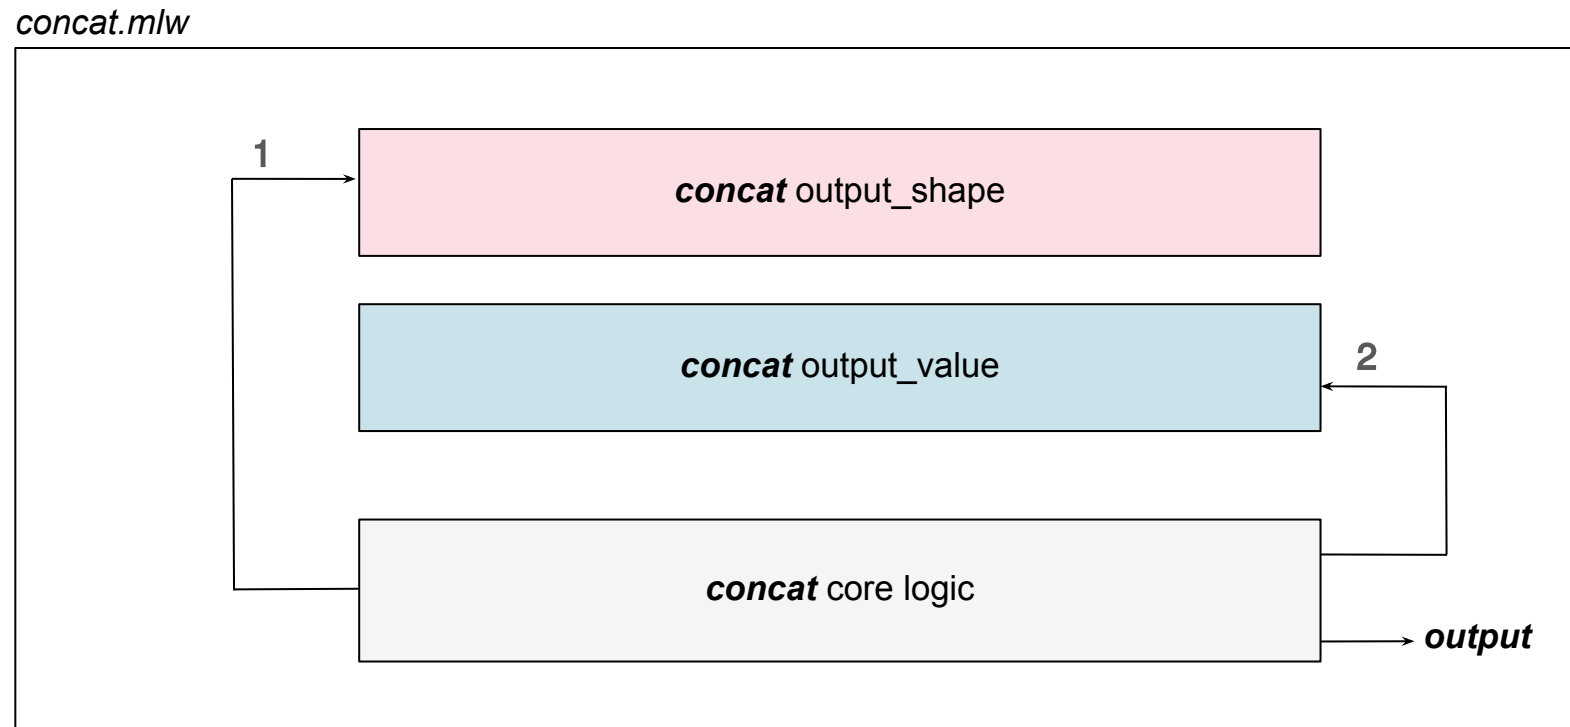 concat.mlw
1
concat output_shape
concat output_value
2
concat core logic
output